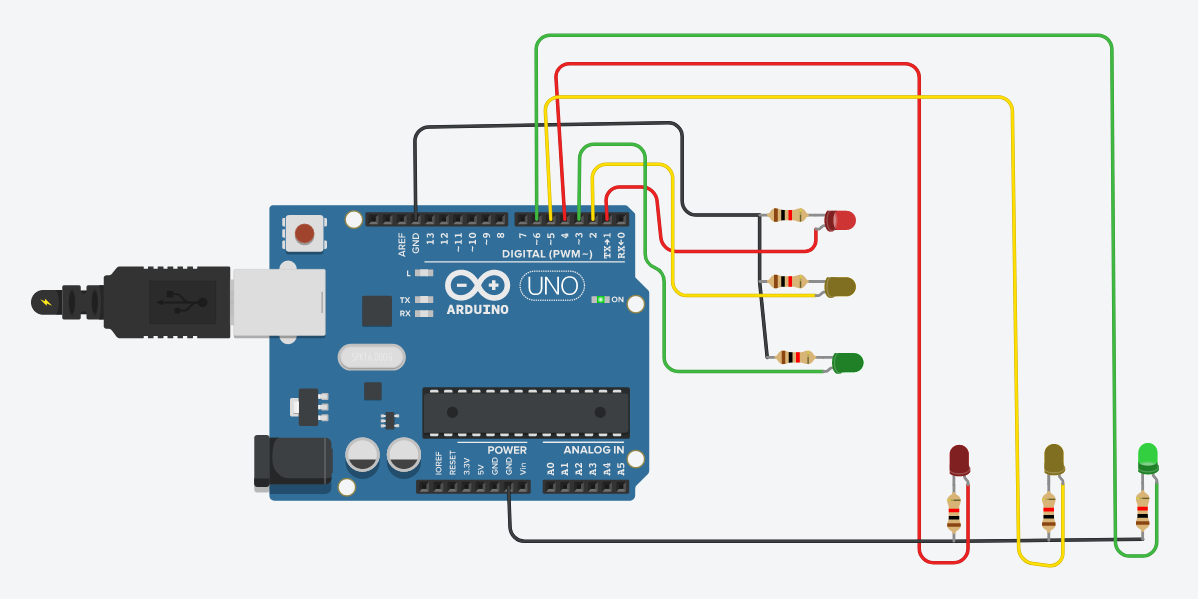 AREF
GND
13
12
~11
~10
~9
8
7
~6
~5
4
~3
2
TX→1
RX←0
DIGITAL (PWM~)
L
TX
RX
UNO
ARDUINO
ON
POWER
ANALOG IN
IOREF
RESET
3.3V
5V
GND
GND
Vin
A0
A1
A2
A3
A4
A5